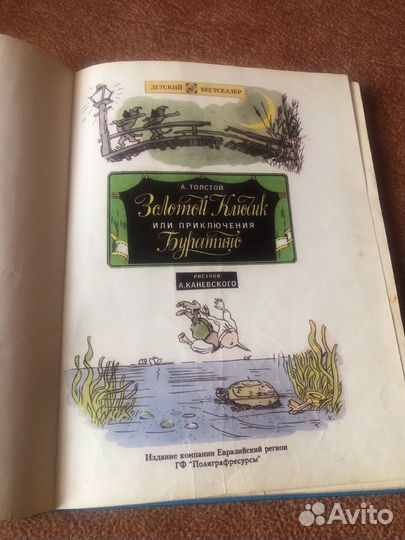 ДЕТСКИЙ БЕСТСЕЛЛЕР
А. ТОЛСТОЙ
Золотой Ключик
ИЛИ ПРИКЛЮЧЕНИЯ
Буратино
РИСУНКИ
А. КАНЕВСКОГО
Издание компании Евразийский регион
ГФ "Полиграфресурсы"
Avito